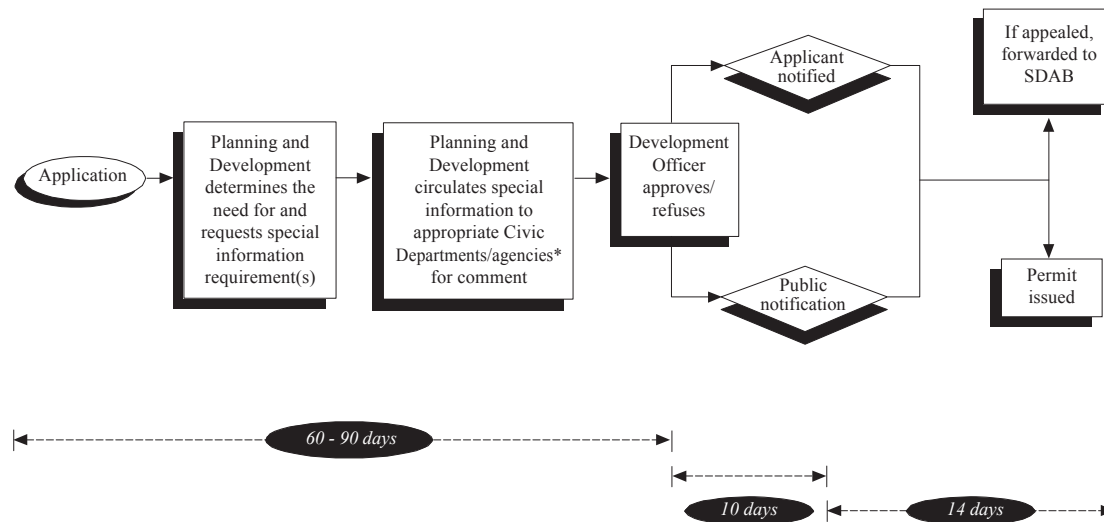 Application
Planning and
Development
determines the
need for and
requests special
information
requirement(s)
Planning and
Development
circulates special
information to
appropriate Civic
Departments/agencies*
for comment
Development
Officer
approves/
refuses
Applicant
notified
Public
notification
If appealed,
forwarded to
SDAB
Permit
issued
60 - 90 days
10 days
14 days